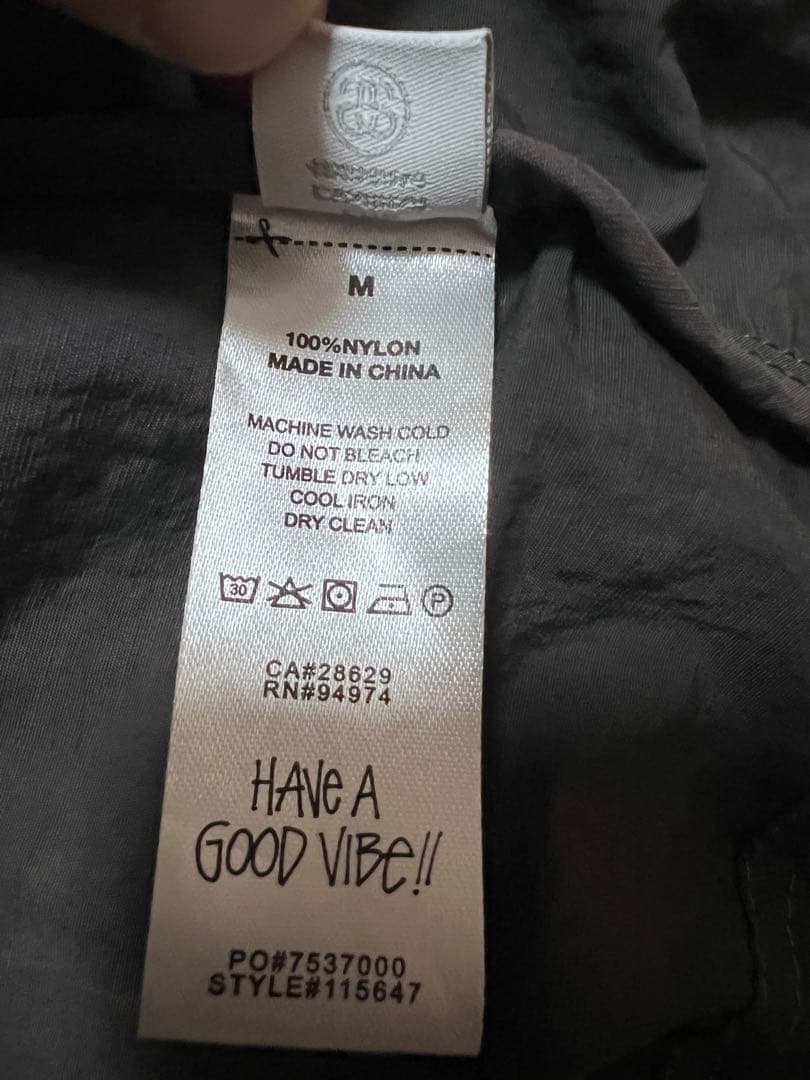 M
100%NYLON
MADE IN CHINA
MACHINE WASH COLD
DO NOT BLEACH
TUMBLE DRY LOW
COOL IRON
DRY CLEAN
30
P
CA#28629
RN#94974
HAVE A
GOOD VIBE!!
PO#7537000
STYLE#115647